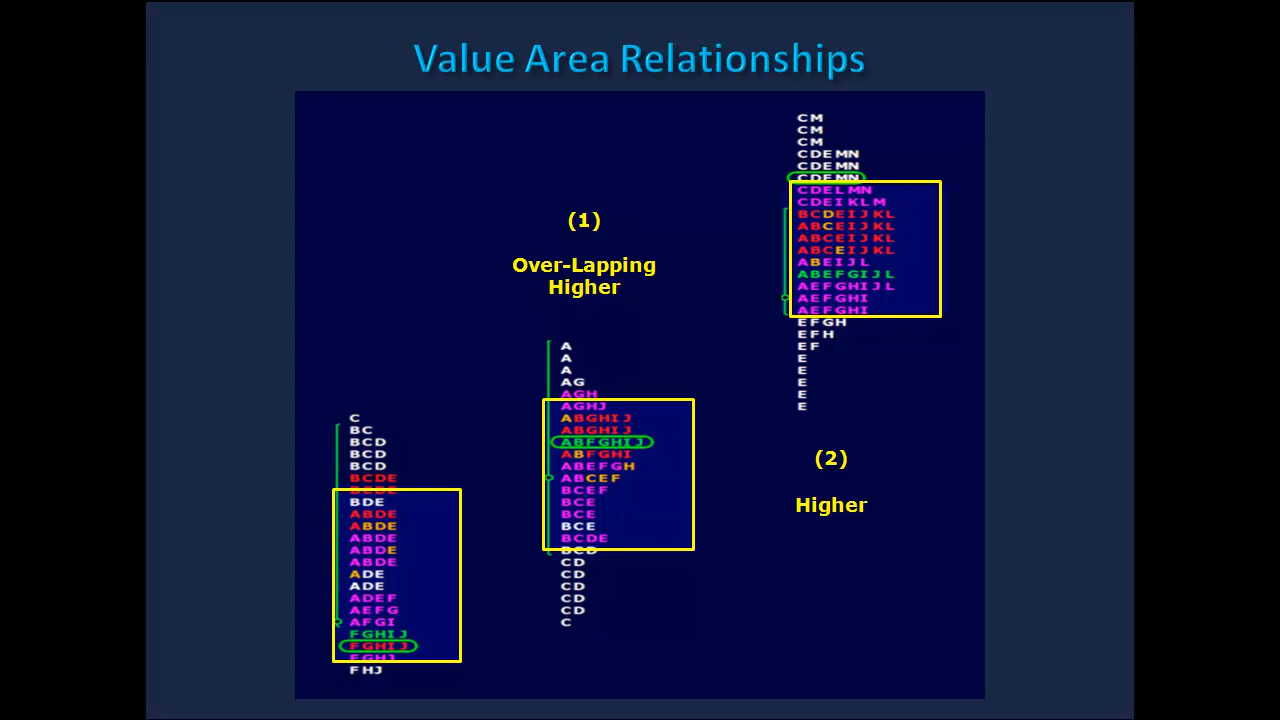 Value Area Relationships
(1)
Over-Lapping
Higher
C
BC
BCD
BCD
BCD
BCDE
BCDE
BDE
ABDE
ABDE
ABDE
ABDE
ABDE
ADE
ADE
ADEF
AEFG
AFGI
FGHIJ
FGHIJ
FGHJ
FHJ
A
A
A
AG
AGH
AGHJ
ABGHIJ
ABGHIJ
ABFGHIJ
ABFGHI
ABEFGH
ABCEF
BCEF
BCE
BCE
BCE
BCDE
BCD
CD
CD
CD
CD
CD
C
CM
CM
CM
CDEMN
CDEMN
CDEMN
CDELMN
CDEIKLM
BCDEIJKL
ABCEIJKL
ABCEIJKL
ABCEIJKL
ABEIJL
ABEFGIJL
AEFGHIJL
AEFGHI
AEFGHI
EFGH
EFH
EF
E
E
E
E
E
(2)
Higher